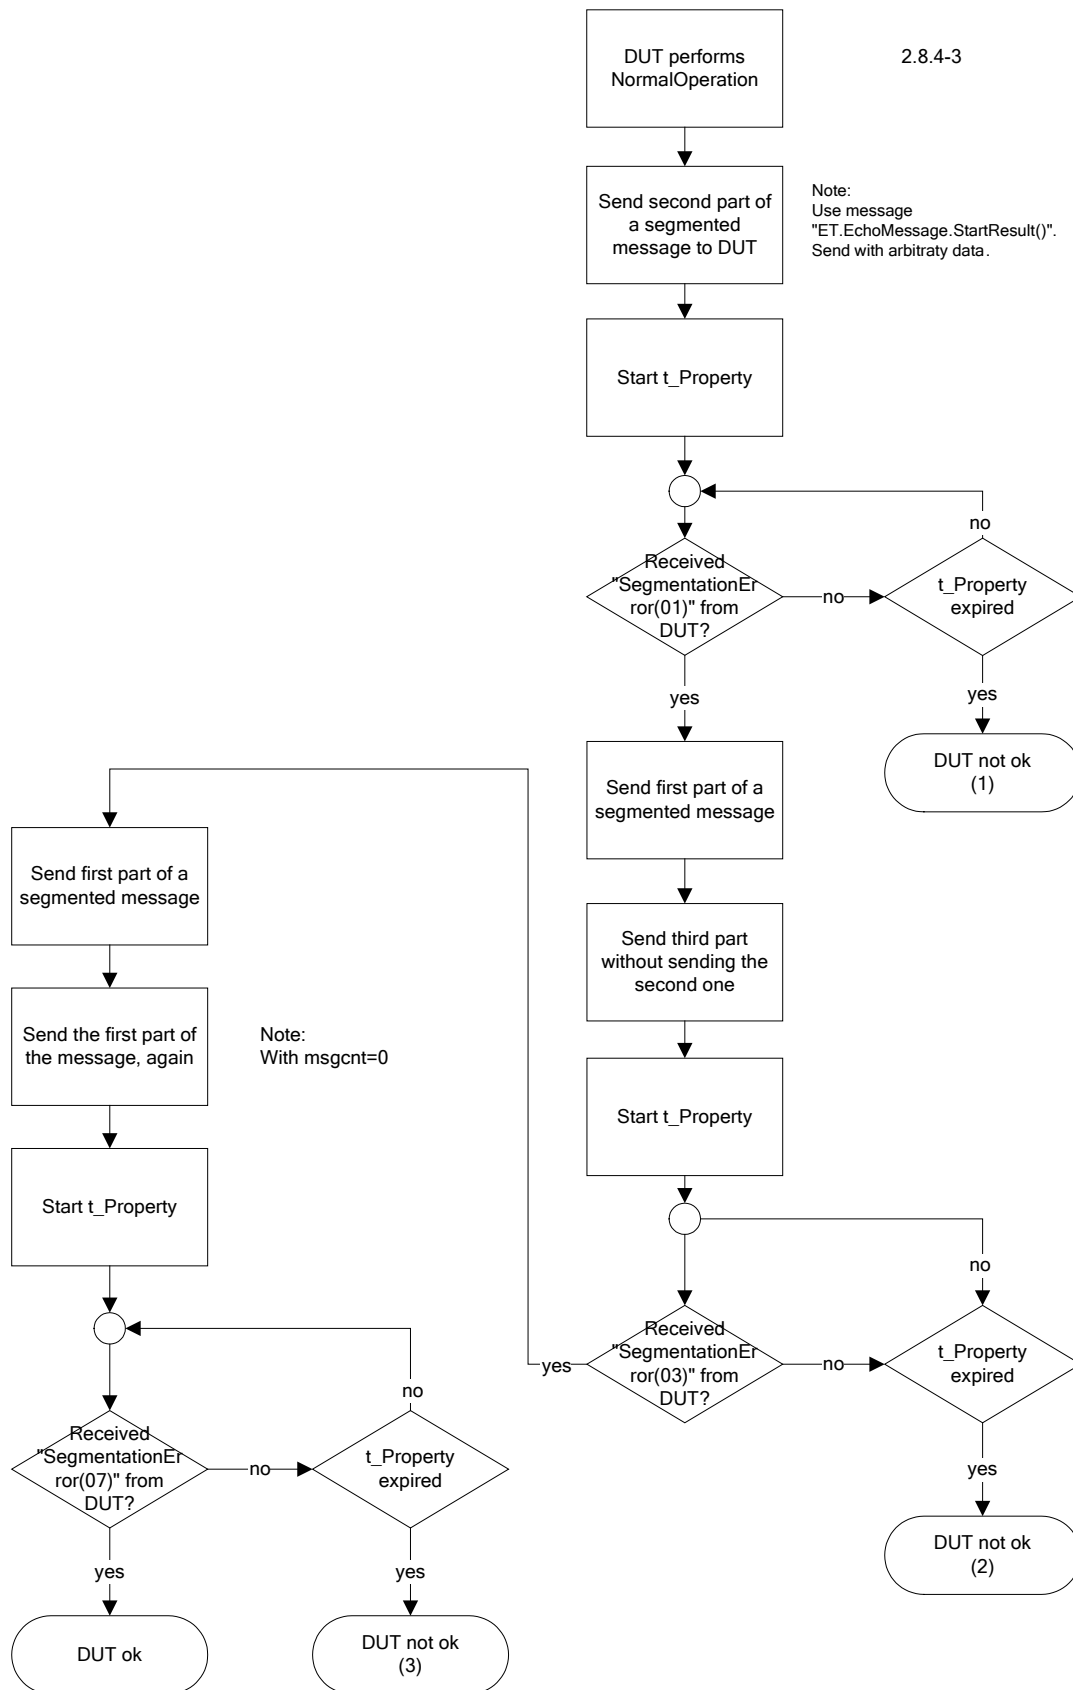 DUT performs
NormalOperation
2.8.4-3
Send second part of
a segmented
message to DUT
Note:
Use message
"ET.EchoMessage.StartResult()".
Send with arbitraty data.
Start t_Property
Received
"SegmentationEr
ror(01)" from
DUT?
no
t_Property
expired
no
yes
yes
DUT not ok
(1)
Send first part of a
segmented message
Send third part
without sending the
second one
Start t_Property
Received
"SegmentationEr
ror(03)" from
DUT?
no
no
t_Property
expired
yes
DUT not ok
(2)
yes
Send first part of a
segmented message
Send the first part of
the message, again
Note:
With msgcnt=0
Start t_Property
Received
"SegmentationEr
ror(07)" from
DUT?
no
no
t_Property
expired
yes
yes
DUT ok
DUT not ok
(3)